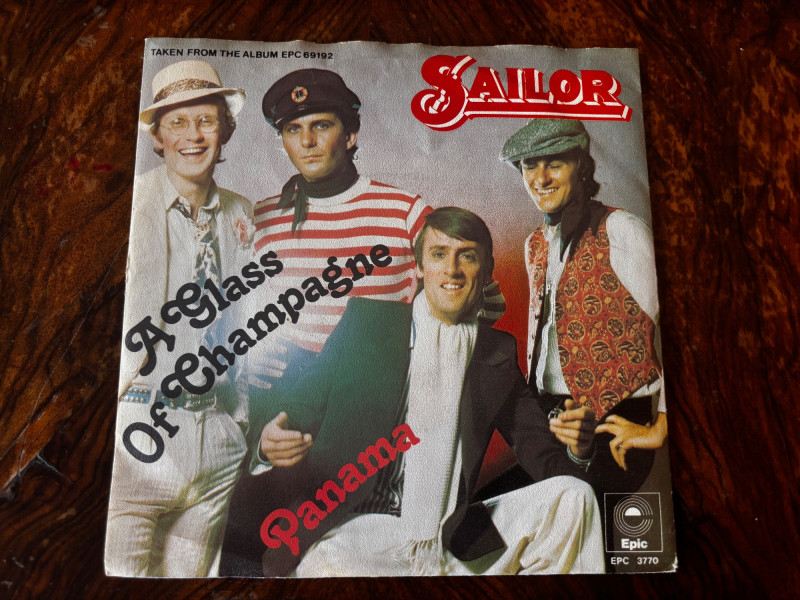 TAKEN FROM THE ALBUM EPC 69192
SAILOR
A Glass
Of Champagne
Panama
Epic
EPC 3770